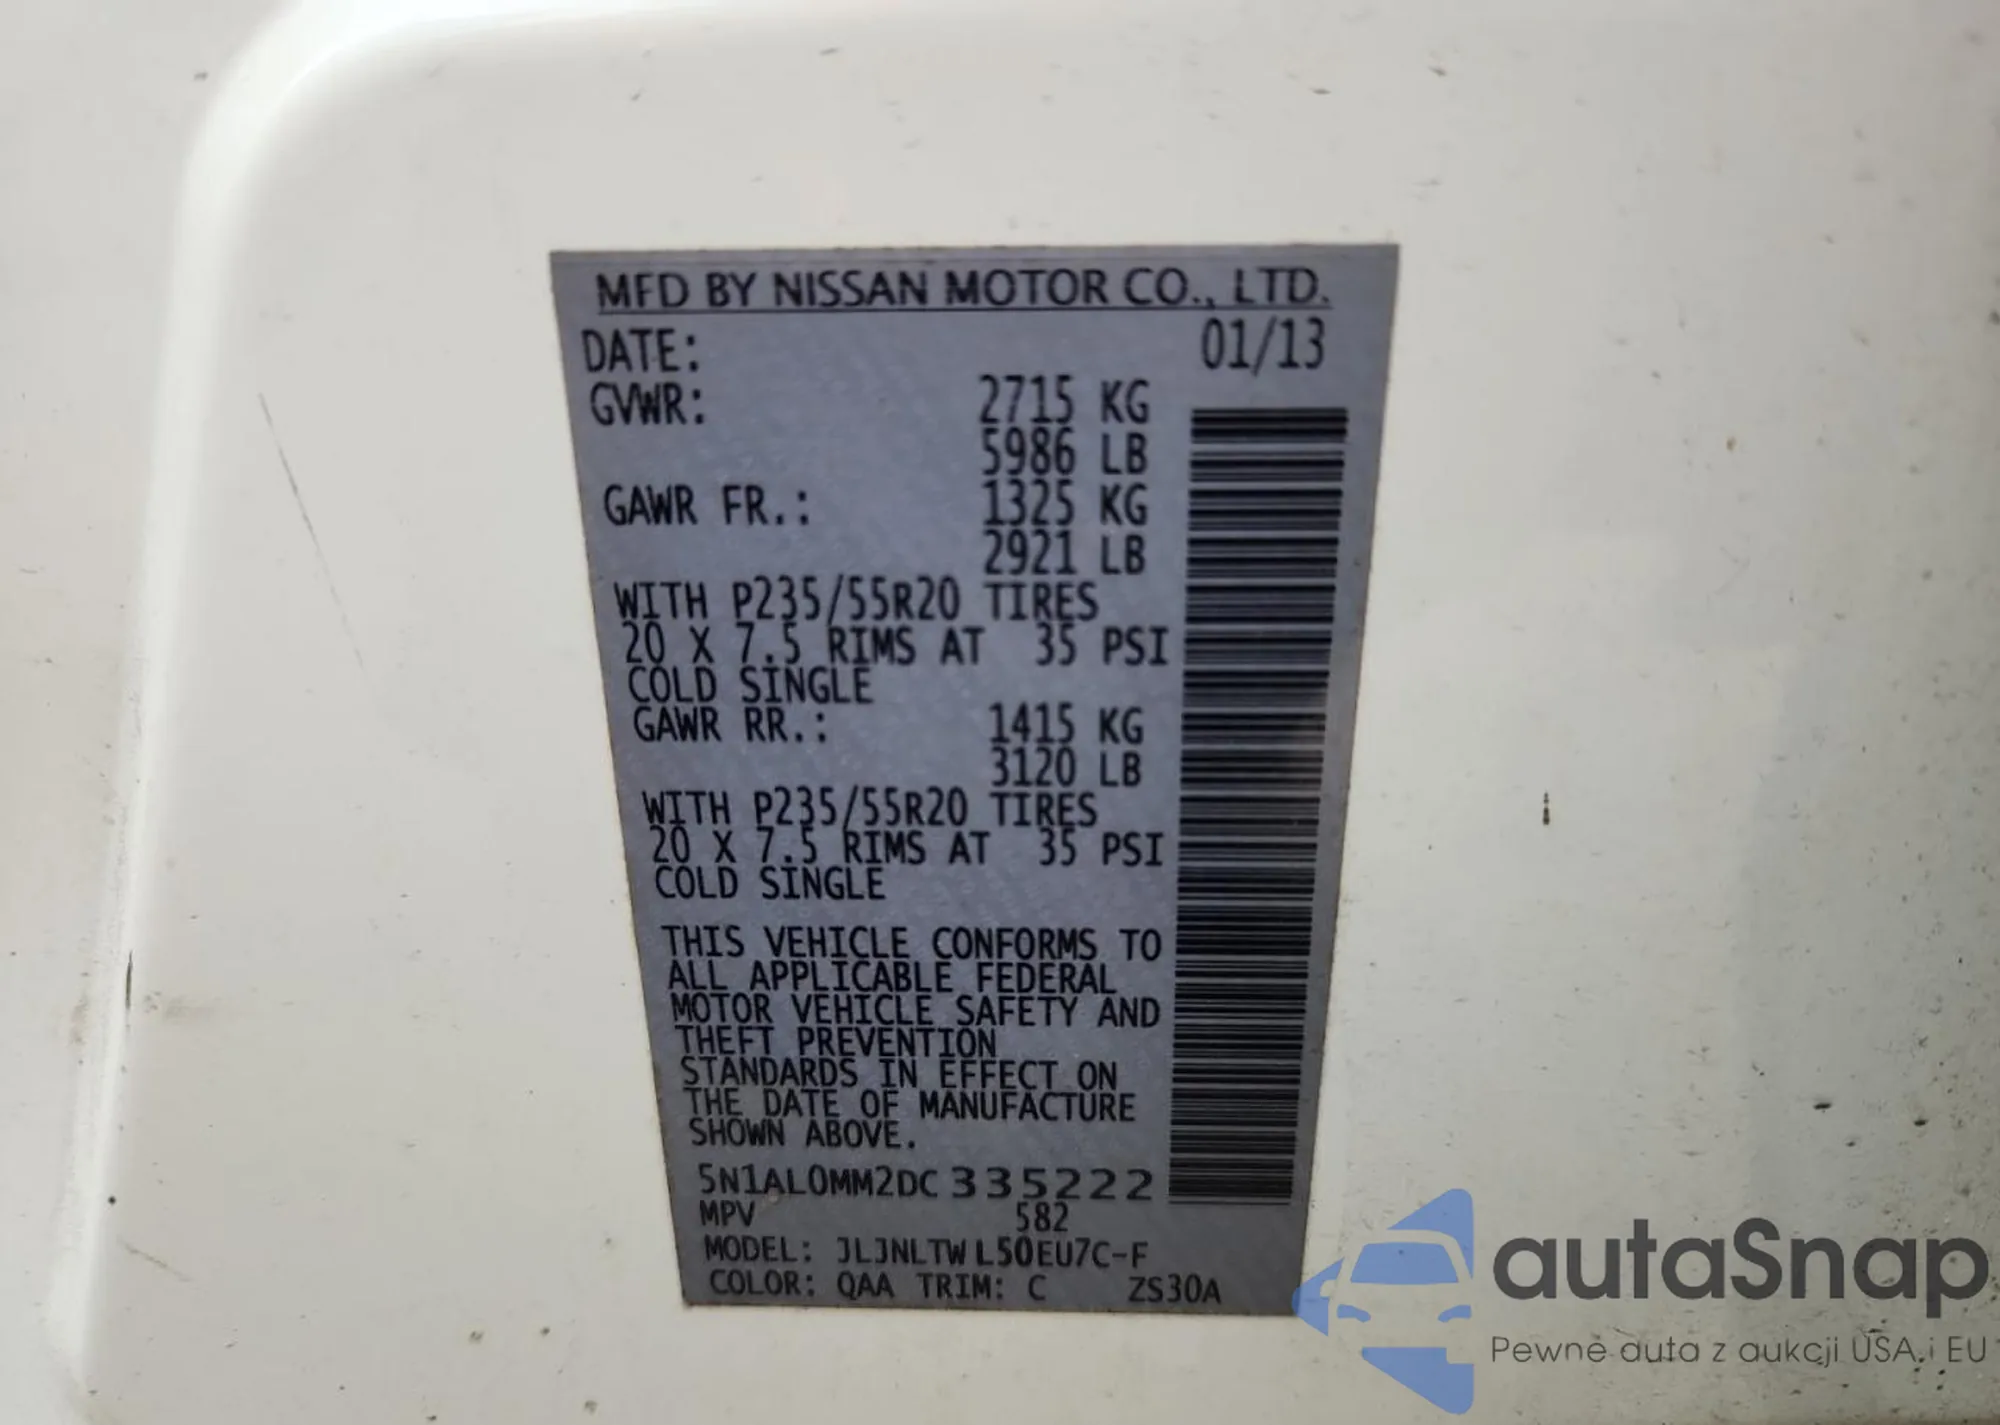 MFD BY NISSAN MOTOR CO., LTD.
DATE: 01/13
GVWR: 2715 KG
5986 LB
GAWR FR.: 1325 KG
2921 LB
WITH P235/55R20 TIRES
20 X 7.5 RIMS AT 35 PSI
COLD SINGLE
GAWR RR.: 1415 KG
3120 LB
WITH P235/55R20 TIRES
20 X 7.5 RIMS AT 35 PSI
COLD SINGLE
THIS VEHICLE CONFORMS TO
ALL APPLICABLE FEDERAL
MOTOR VEHICLE SAFETY AND
THEFT PREVENTION
STANDARDS IN EFFECT ON
THE DATE OF MANUFACTURE
SHOWN ABOVE.
5N1AL0MM2DC335222
MPV 582
MODEL: JLJNLTWL50EU7C-F
COLOR: QAA TRIM: C ZS30A
autaSnap
Pewne auta z aukcji USA i EU